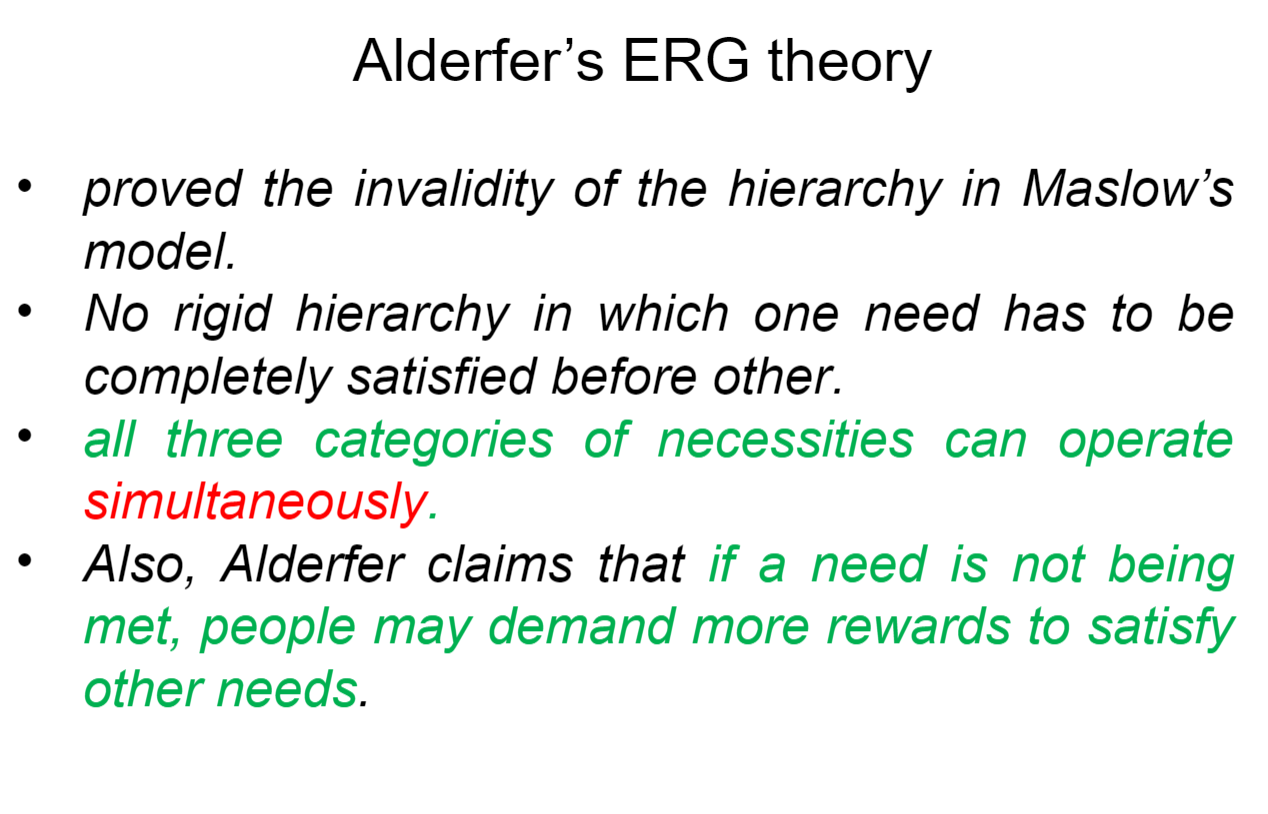 Alderfer’s ERG theory
• proved the invalidity of the hierarchy in Maslow’s
model.
• No rigid hierarchy in which one need has to be
completely satisfied before other.
• all three categories of necessities can operate
simultaneously.
• Also, Alderfer claims that if a need is not being
met, people may demand more rewards to satisfy
other needs.